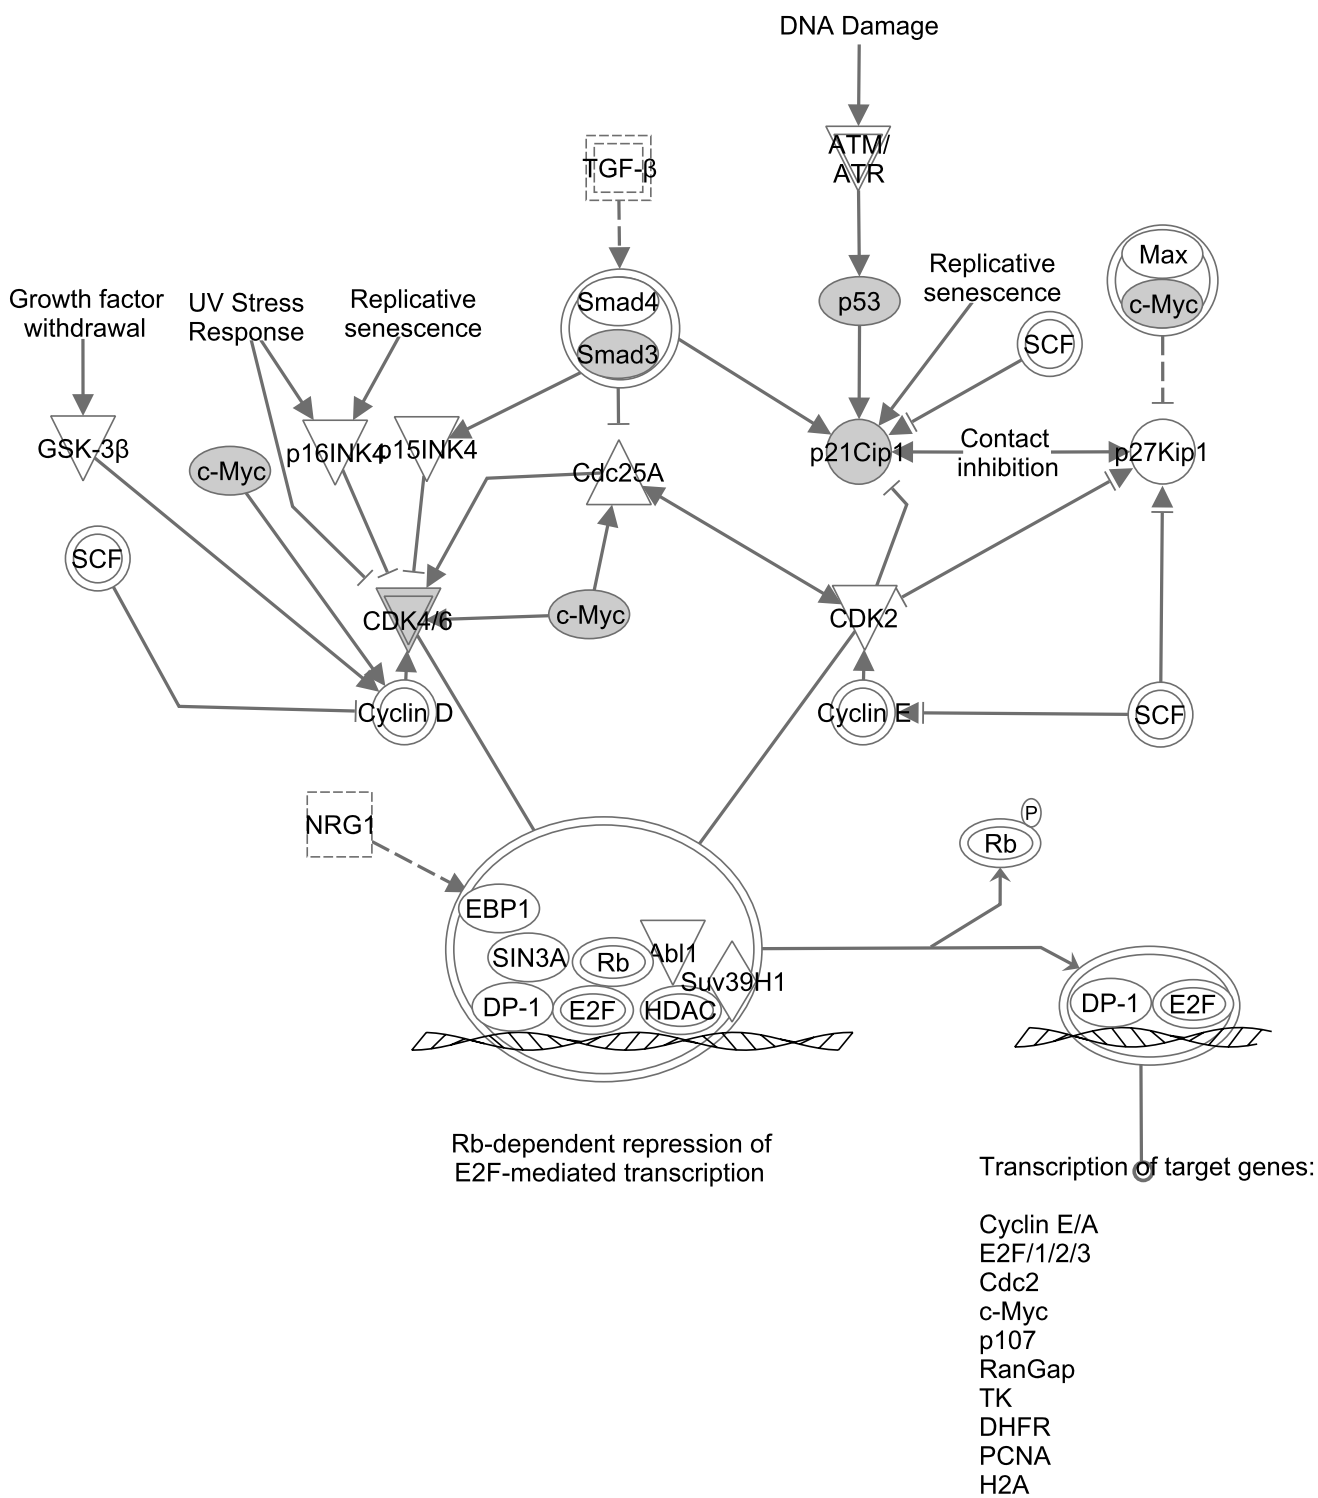 DNA Damage
ATM/
ATR
TGF-β
Max
c-Myc
Replicative
senescence
Growth factor
withdrawal
UV Stress
Response
Replicative
senescence
Smad4
Smad3
p53
SCF
GSK-3β
c-Myc
p16INK4
p15INK4
Cdc25A
p21Cip1
Contact
inhibition
p27Kip1
SCF
CDK4/6
c-Myc
CDK2
Cyclin D
Cyclin E
SCF
NRG1
P
Rb
EBP1
SIN3A
Rb
Abl1
Suv39H1
DP-1
E2F
HDAC
DP-1
E2F
Rb-dependent repression of
E2F-mediated transcription
Transcription of target genes:
Cyclin E/A
E2F/1/2/3
Cdc2
c-Myc
p107
RanGap
TK
DHFR
PCNA
H2A